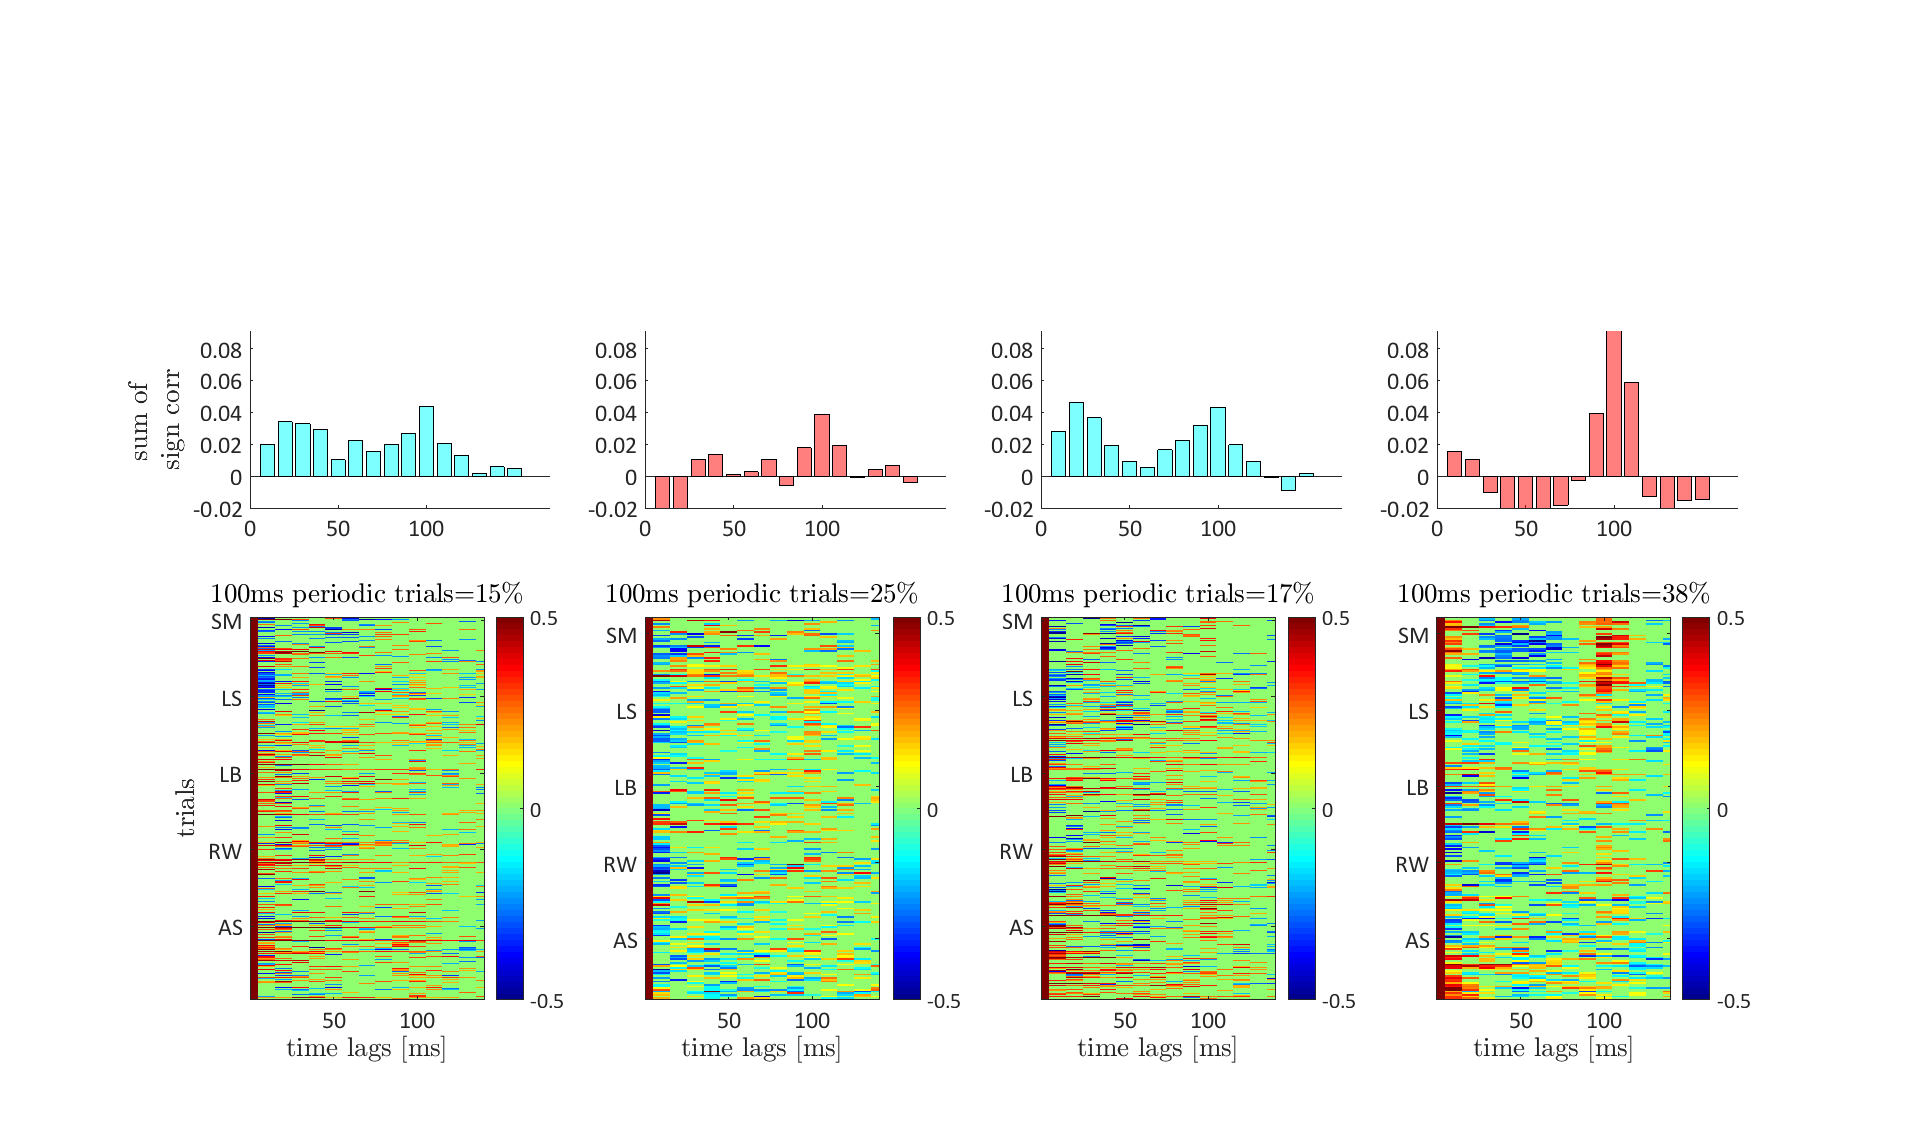 sum of
sign corr
0.08
0.06
0.04
0.02
0
-0.02
0 50 100
0.08
0.06
0.04
0.02
0
-0.02
0 50 100
0.08
0.06
0.04
0.02
0
-0.02
0 50 100
0.08
0.06
0.04
0.02
0
-0.02
0 50 100
trials
100ms periodic trials=15%
SM
LS
LB
RW
AS
50 100
time lags [ms]
0.5
0
-0.5
100ms periodic trials=25%
SM
LS
LB
RW
AS
50 100
time lags [ms]
0.5
0
-0.5
100ms periodic trials=17%
SM
LS
LB
RW
AS
50 100
time lags [ms]
0.5
0
-0.5
100ms periodic trials=38%
SM
LS
LB
RW
AS
50 100
time lags [ms]
0.5
0
-0.5